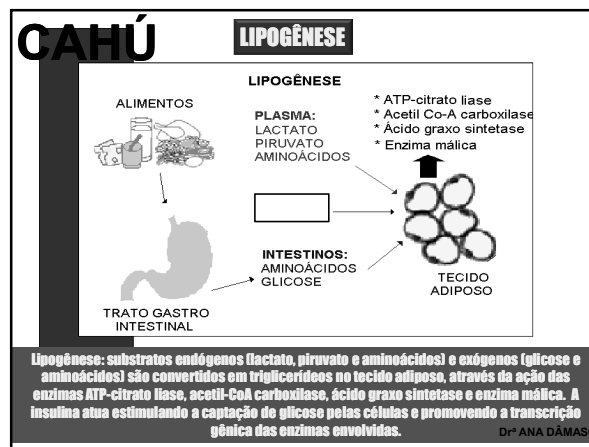 CAHÚ
LIPOGÊNESE
LIPOGÊNESE
ALIMENTOS
PLASMA:
LACTATO
PIRUVATO
AMINOÁCIDOS
* ATP-citrato liase
* Acetil Co-A carboxilase
* Ácido graxo sintetase
* Enzima málica
INTESTINOS:
AMINOÁCIDOS
GLICOSE
TECIDO
ADIPOSO
TRATO GASTRO
INTESTINAL
Lipogênese: substratos endógenos (lactato, piruvato e aminoácidos) e exógenos (glicose e
aminoácidos) são convertidos em triglicerídeos no tecido adiposo, através da ação das
enzimas ATP-citrato liase, acetil-CoA carboxilase, ácido graxo sintetase e enzima málica. A
insulina atua estimulando a captação de glicose pelas células e promovendo a transcrição
gênica das enzimas envolvidas.
Drª ANA DÂMAS